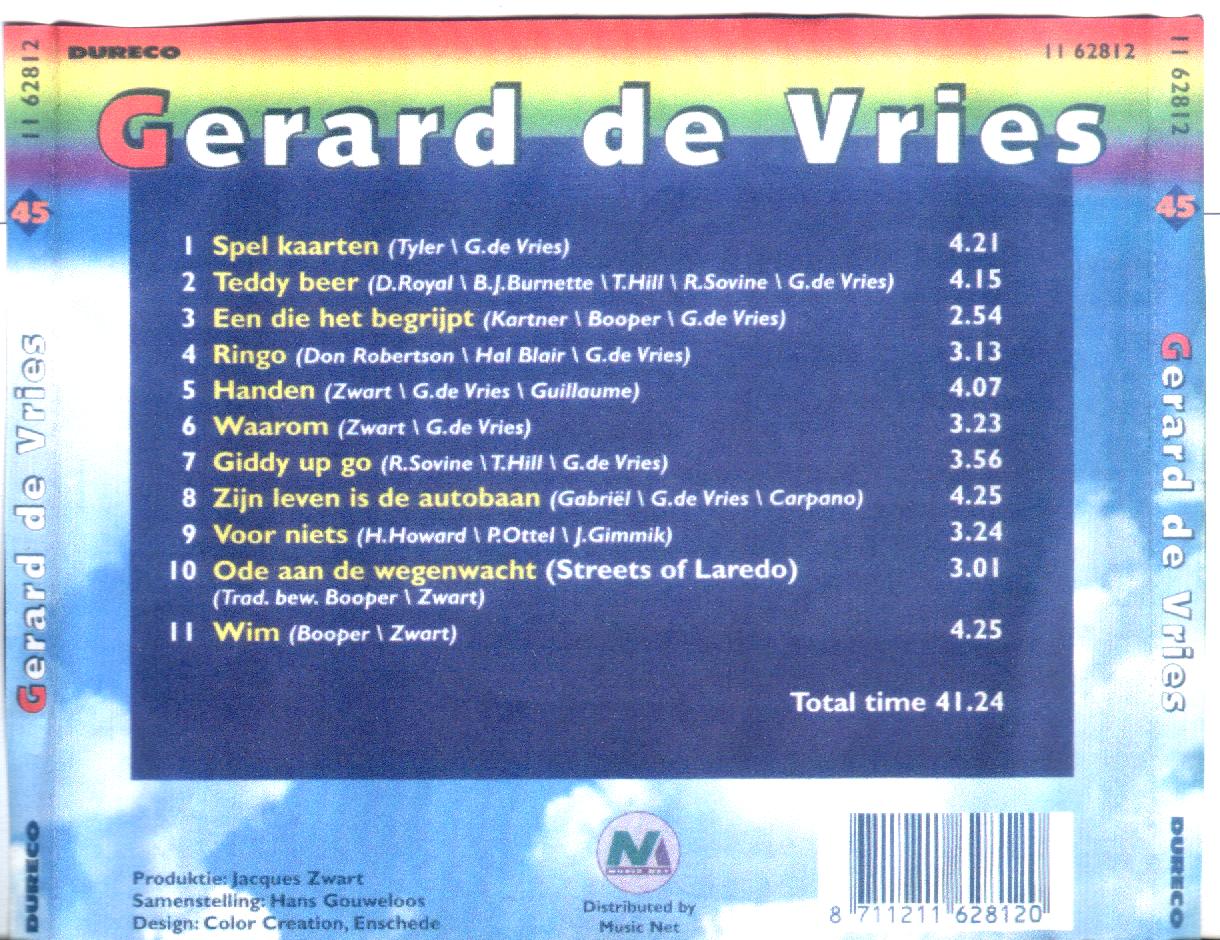 11 62812
45
Gerard de Vries
DURECO
DURECO
11 62812
Gerard de Vries
1 Spel kaarten (Tyler \ G.de Vries) 4.21
2 Teddy beer (D.Royal \ B.J.Burnette \ T.Hill \ R.Sovine \ G.de Vries) 4.15
3 Een die het begrijpt (Kartner \ Booper \ G.de Vries) 2.54
4 Ringo (Don Robertson \ Hal Blair \ G.de Vries) 3.13
5 Handen (Zwart \ G.de Vries \ Guillaume) 4.07
6 Waarom (Zwart \ G.de Vries) 3.23
7 Giddy up go (R.Sovine \ T.Hill \ G.de Vries) 3.56
8 Zijn leven is de autobaan (Gabriël \ G.de Vries \ Carpano) 4.25
9 Voor niets (H.Howard \ P.Ottel \ J.Gimmik) 3.24
10 Ode aan de wegenwacht (Streets of Laredo) 3.01
(Trad. bew. Booper \ Zwart)
11 Wim (Booper \ Zwart) 4.25
Total time 41.24
Produktie: Jacques Zwart
Samenstelling: Hans Gouweloos
Design: Color Creation, Enschede
M
MUSIC NET
Distributed by
Music Net
8 711211 628120
11 62812
45
Gerard de Vries
DURECO